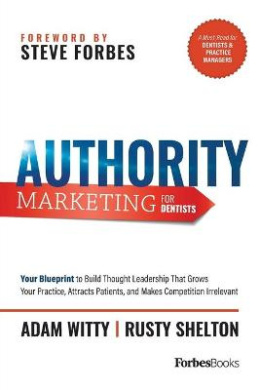 FOREWORD BY
STEVE FORBES
A Must-Read for
DENTISTS &
PRACTICE
MANAGERS
AUTHORITY
MARKETING FOR DENTISTS
Your Blueprint to Build Thought Leadership That Grows
Your Practice, Attracts Patients, and Makes Competition Irrelevant
ADAM WITTY | RUSTY SHELTON
ForbesBooks